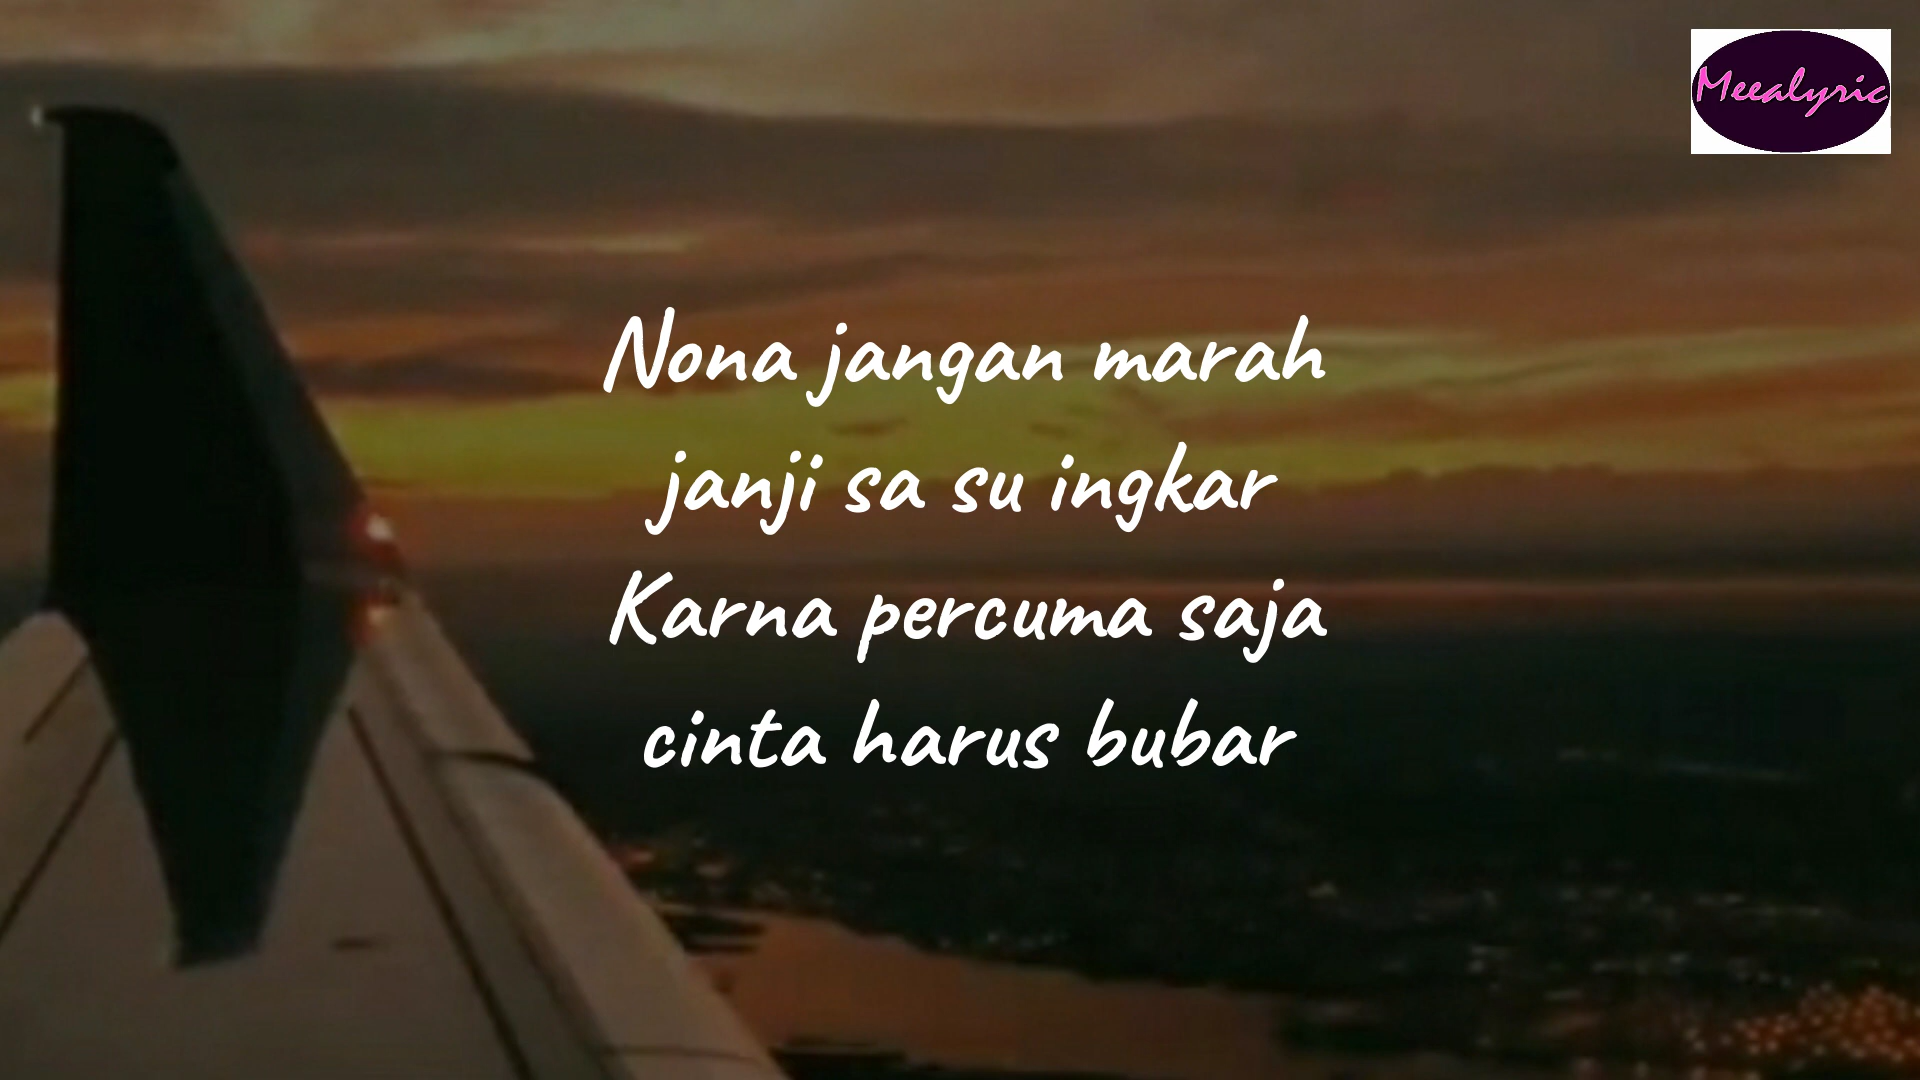 Meealyric
Nona jangan marah
janji sa su ingkar
Karna percuma saja
cinta harus bubar